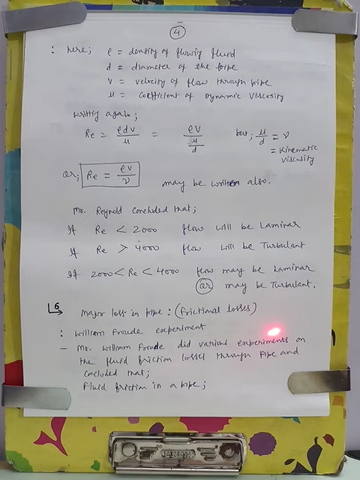 4
: here; ρ = density of flowing fluid
d = diameter of the pipe
v = velocity of flow through pipe
μ = coefficient of Dynamic viscosity
writing again;
Re = ρdv/μ = ρv/(μ/d) but, μ/d = ν
= Kinematic viscosity
or, Re = ρv/ν may be written also.
Mr. Reynold concluded that;
If Re < 2000 flow will be Laminar
If Re > 4000 flow will be Turbulent
If 2000 < Re < 4000 flow may be Laminar
OR may be Turbulent.
L6 → Major loss in pipe: (Frictional losses)
: William Froude experiment
- Mr. William Froude did various experiments on
the fluid friction losses through Pipe and
concluded that;
Fluid friction in a pipe;